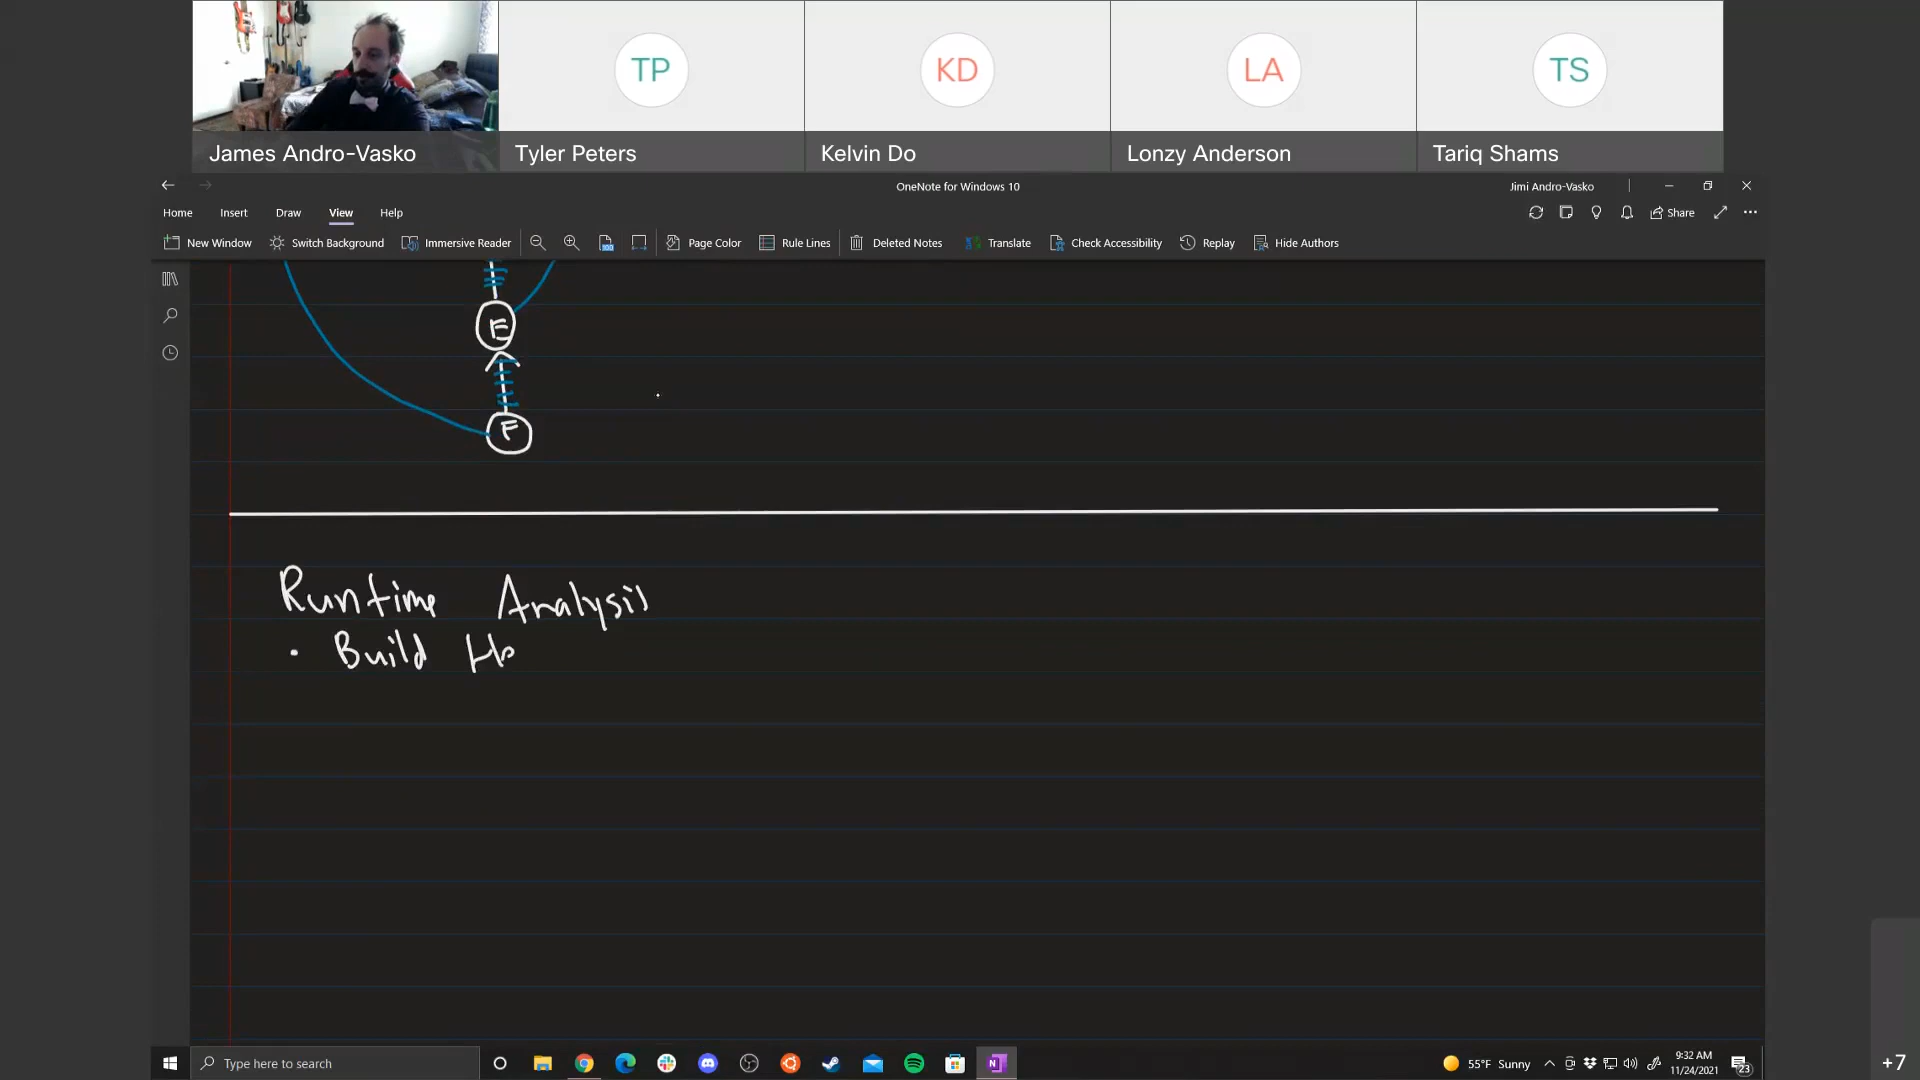 TP KD LA TS
James Andro-Vasko Tyler Peters Kelvin Do Lonzy Anderson Tariq Shams
OneNote for Windows 10 Jimi Andro-Vasko
Home Insert Draw View Help Share
New Window Switch Background Immersive Reader 100 Page Color Rule Lines Deleted Notes Translate Check Accessibility Replay Hide Authors
E
F
Runtime Analysis
· Build
Type here to search N 55°F Sunny 9:32 AM
11/24/2021 23
+7